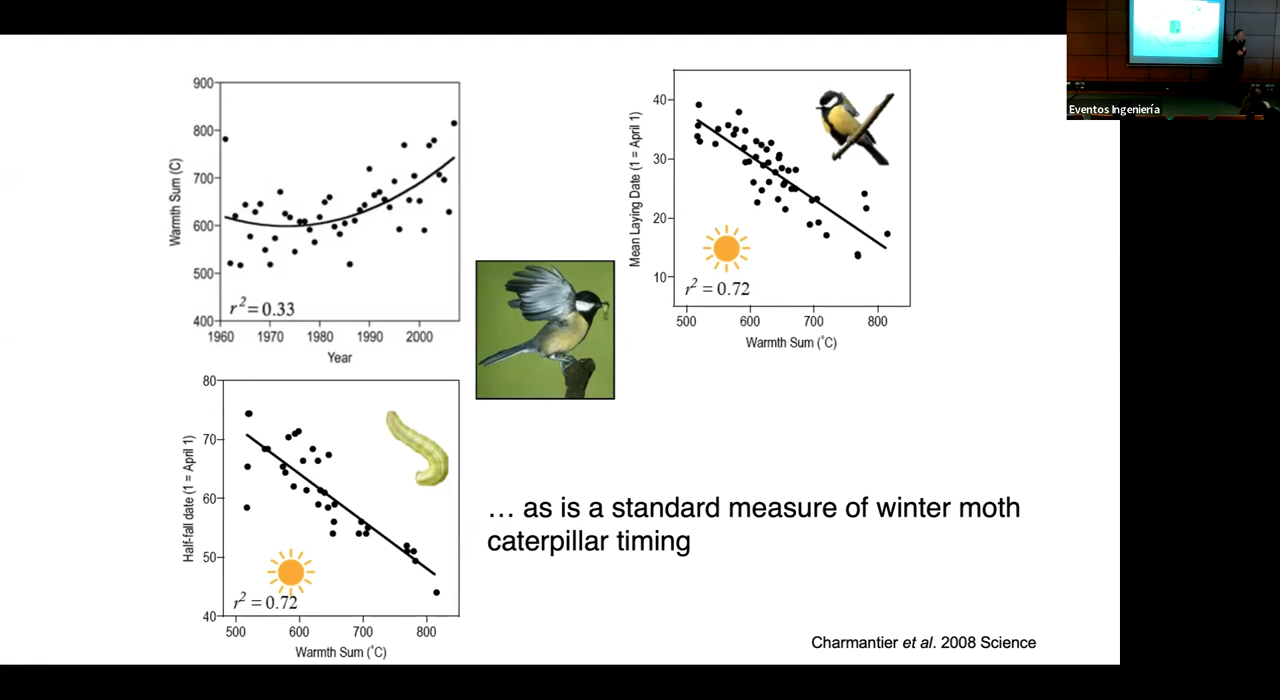 Eventos Ingeniería
900
800
700
600
500
400
Warmth Sum (C)
r² = 0.33
1960 1970 1980 1990 2000
Year
40
30
20
10
Mean Laying Date (1 = April 1)
r² = 0.72
500 600 700 800
Warmth Sum (˚C)
80
70
60
50
40
Half-fall date (1 = April 1)
r² = 0.72
500 600 700 800
Warmth Sum (˚C)
… as is a standard measure of winter moth
caterpillar timing
Charmantier et al. 2008 Science